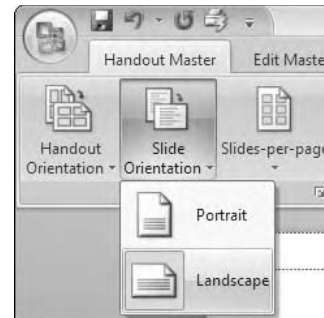 Handout Master Edit Maste
Handout Slide Slides-per-page
Orientation Orientation
Portrait
Landscape